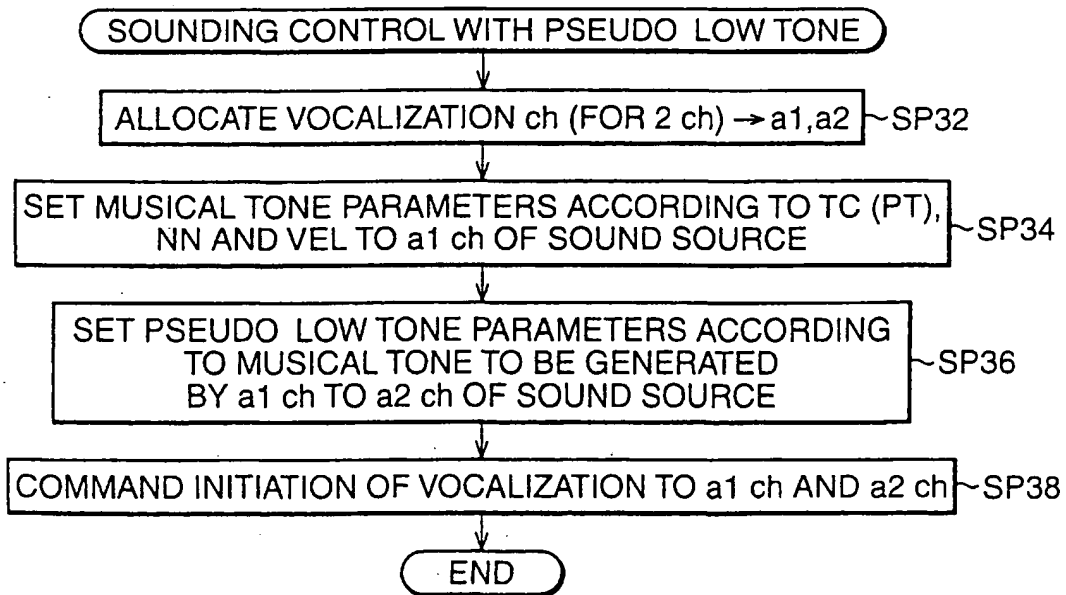 SOUNDING CONTROL WITH PSEUDO LOW TONE
ALLOCATE VOCALIZATION ch (FOR 2 ch) → a1,a2
~SP32
SET MUSICAL TONE PARAMETERS ACCORDING TO TC (PT),
NN AND VEL TO a1 ch OF SOUND SOURCE
~SP34
SET PSEUDO LOW TONE PARAMETERS ACCORDING
TO MUSICAL TONE TO BE GENERATED
BY a1 ch TO a2 ch OF SOUND SOURCE
~SP36
COMMAND INITIATION OF VOCALIZATION TO a1 ch AND a2 ch
~SP38
END